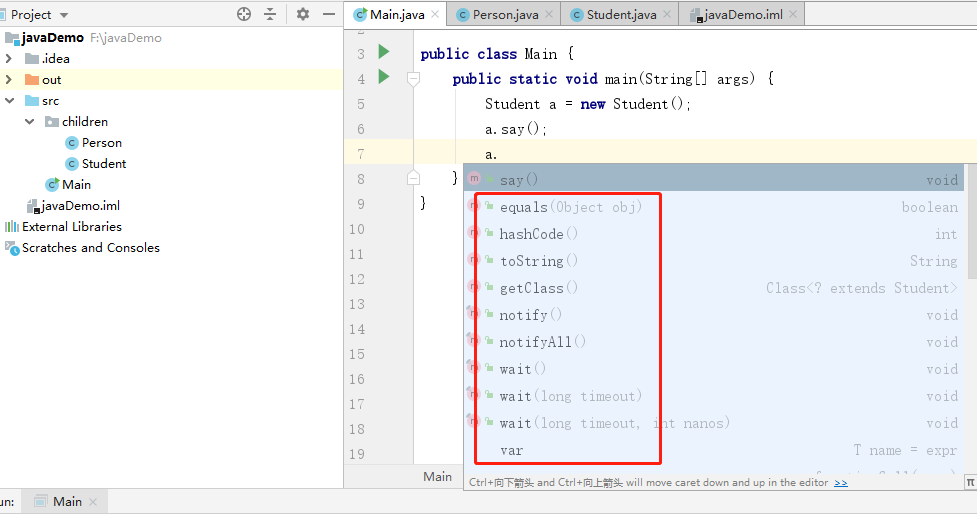 Project
Main.java
Person.java
Student.java
javaDemo.iml
javaDemo F:\javaDemo
.idea
out
src
children
Person
Student
Main
javaDemo.iml
External Libraries
Scratches and Consoles
3 public class Main {
4 public static void main(String[] args) {
5 Student a = new Student();
6 a.say();
7 a.
8 }
9 }
10
11
12
13
14
15
16
17
18
19
say() void
equals(Object obj) boolean
hashCode() int
toString() String
getClass() Class<? extends Student>
notify() void
notifyAll() void
wait() void
wait(long timeout) void
wait(long timeout, int nanos) void
var T name = expr
Ctrl+向下箭头 and Ctrl+向上箭头 will move caret down and up in the editor >>
π
Main
un:
Main